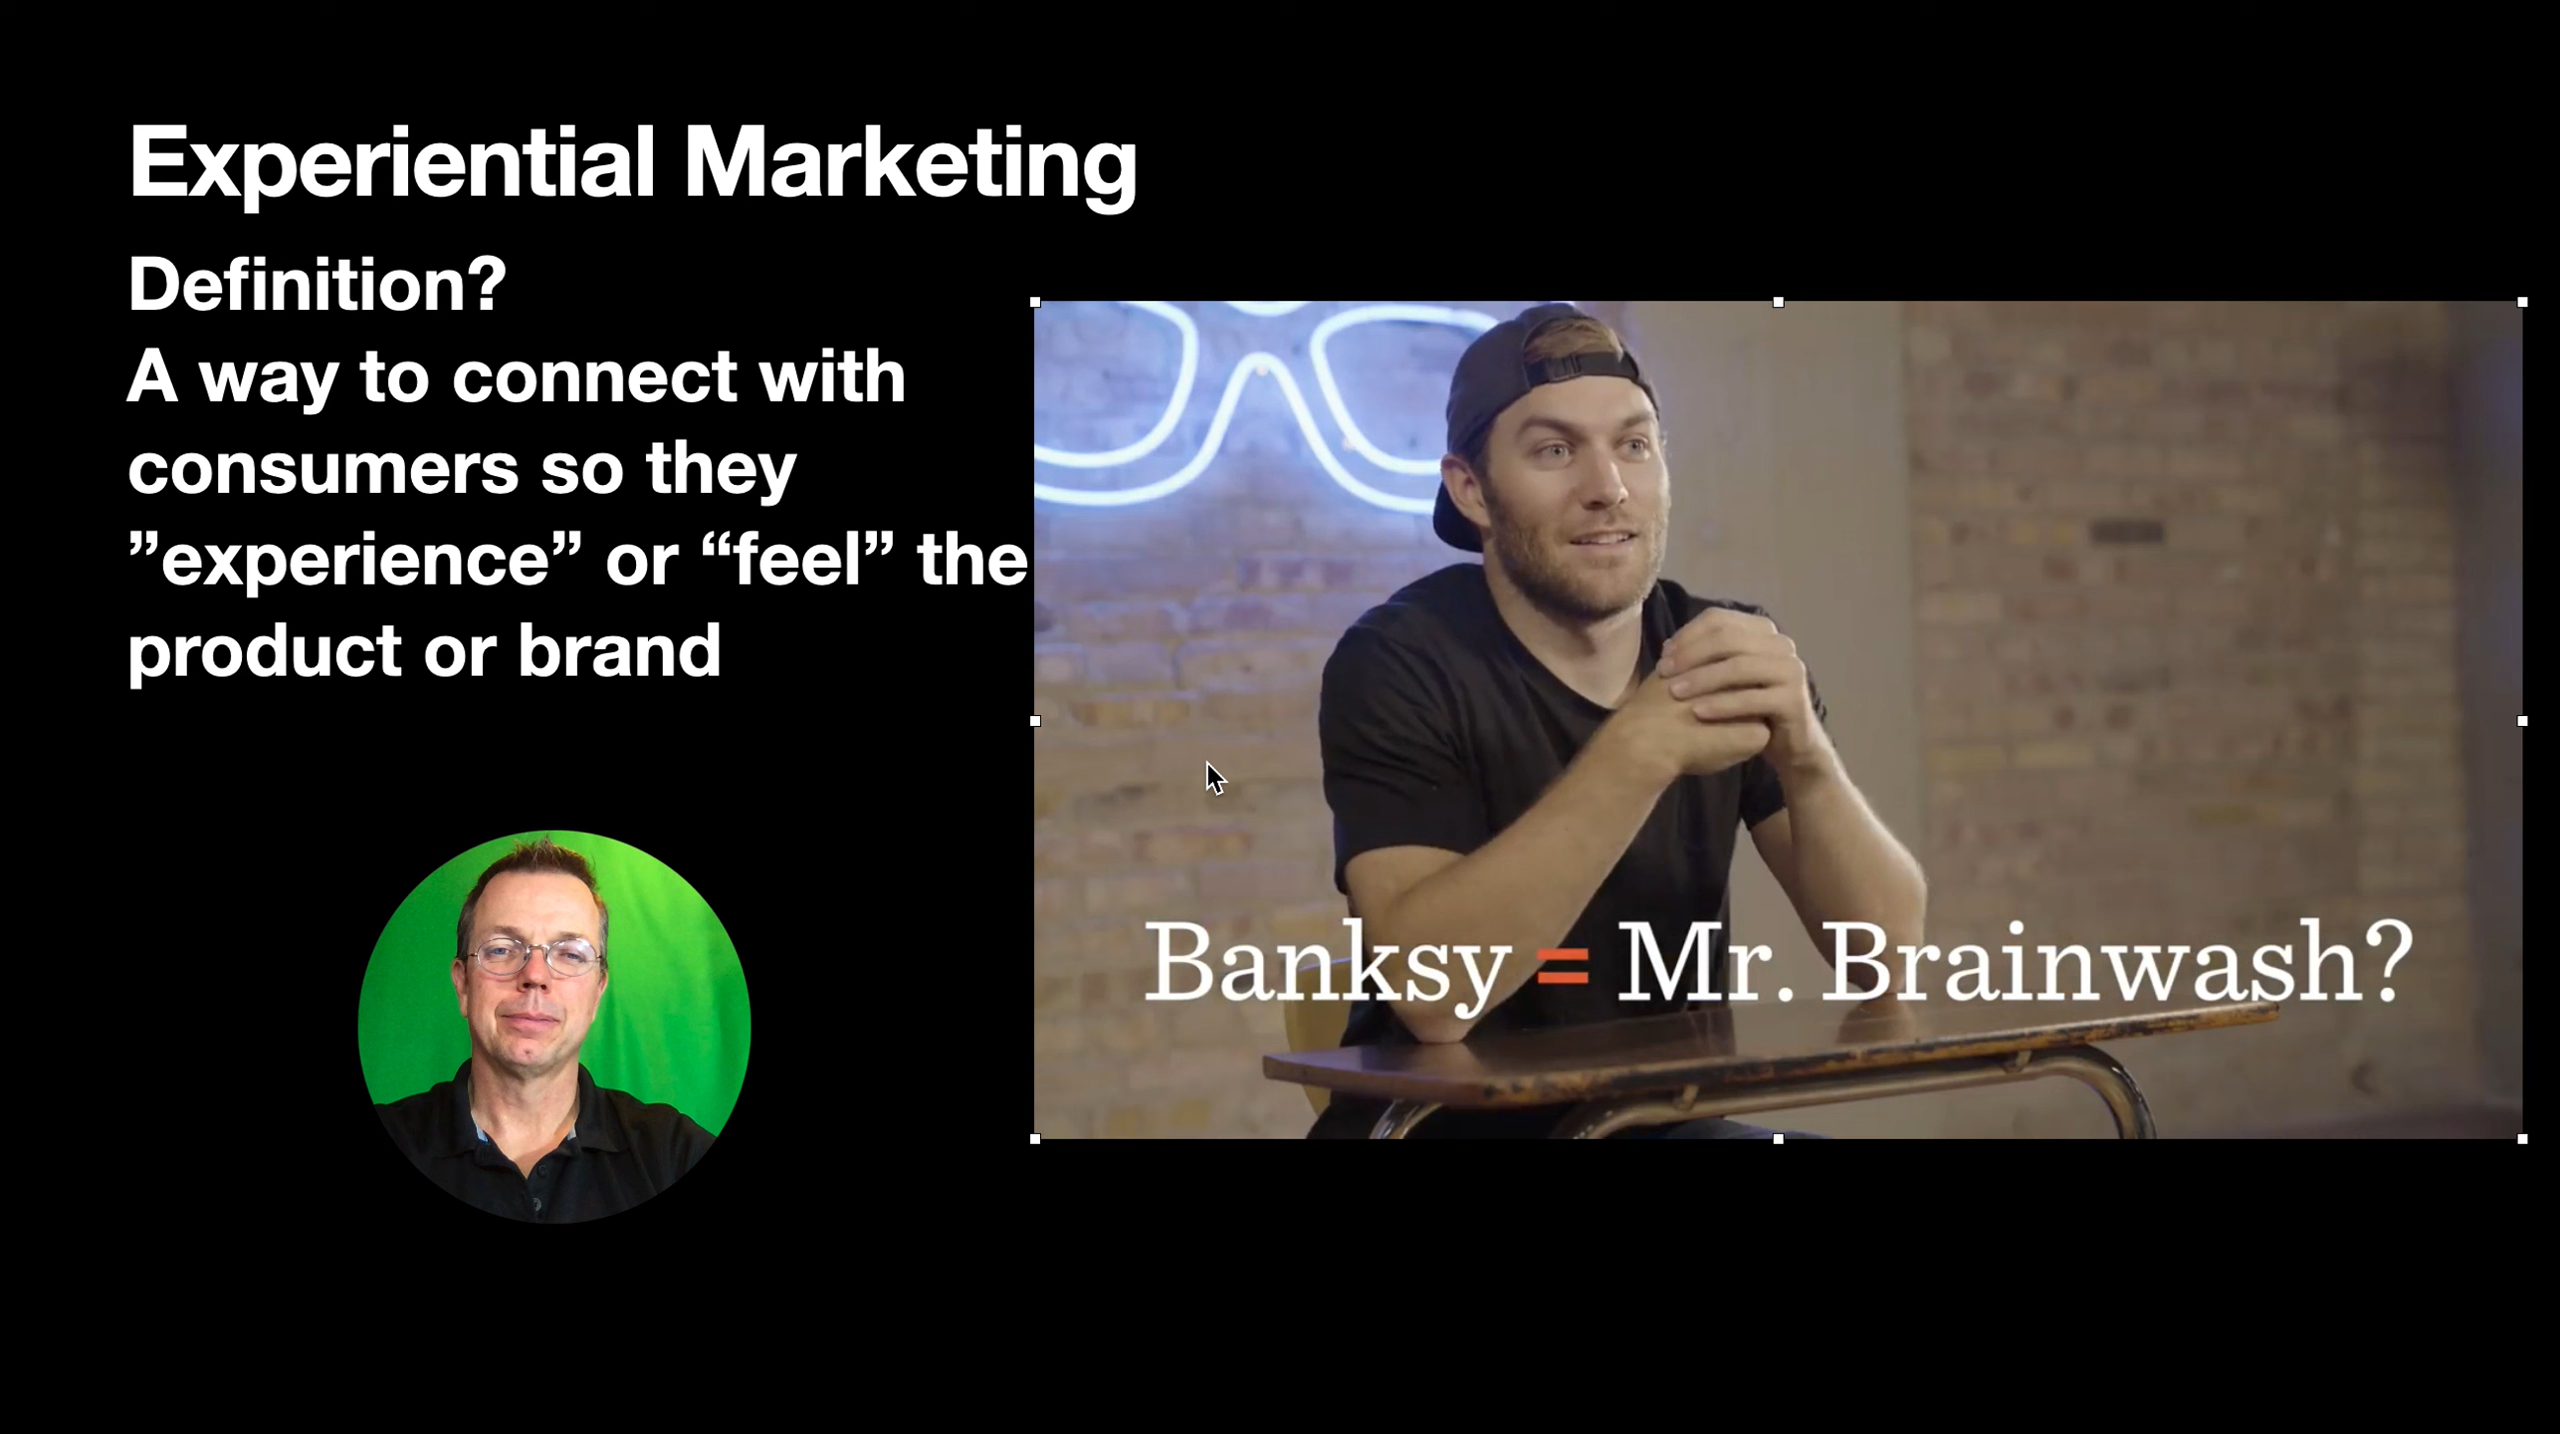 Experiential Marketing
Definition?
A way to connect with
consumers so they
”experience” or “feel” the
product or brand
Banksy = Mr. Brainwash?